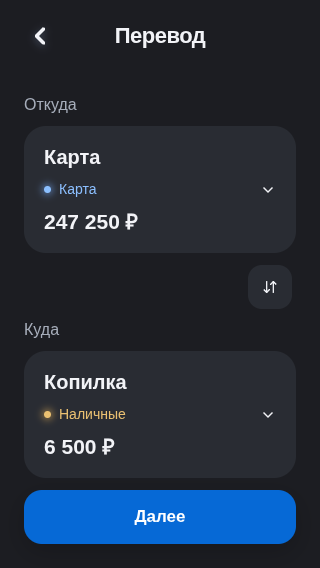 Перевод
Откуда
Карта
Карта
247 250 ₽
Куда
Копилка
Наличные
6 500 ₽
Далее